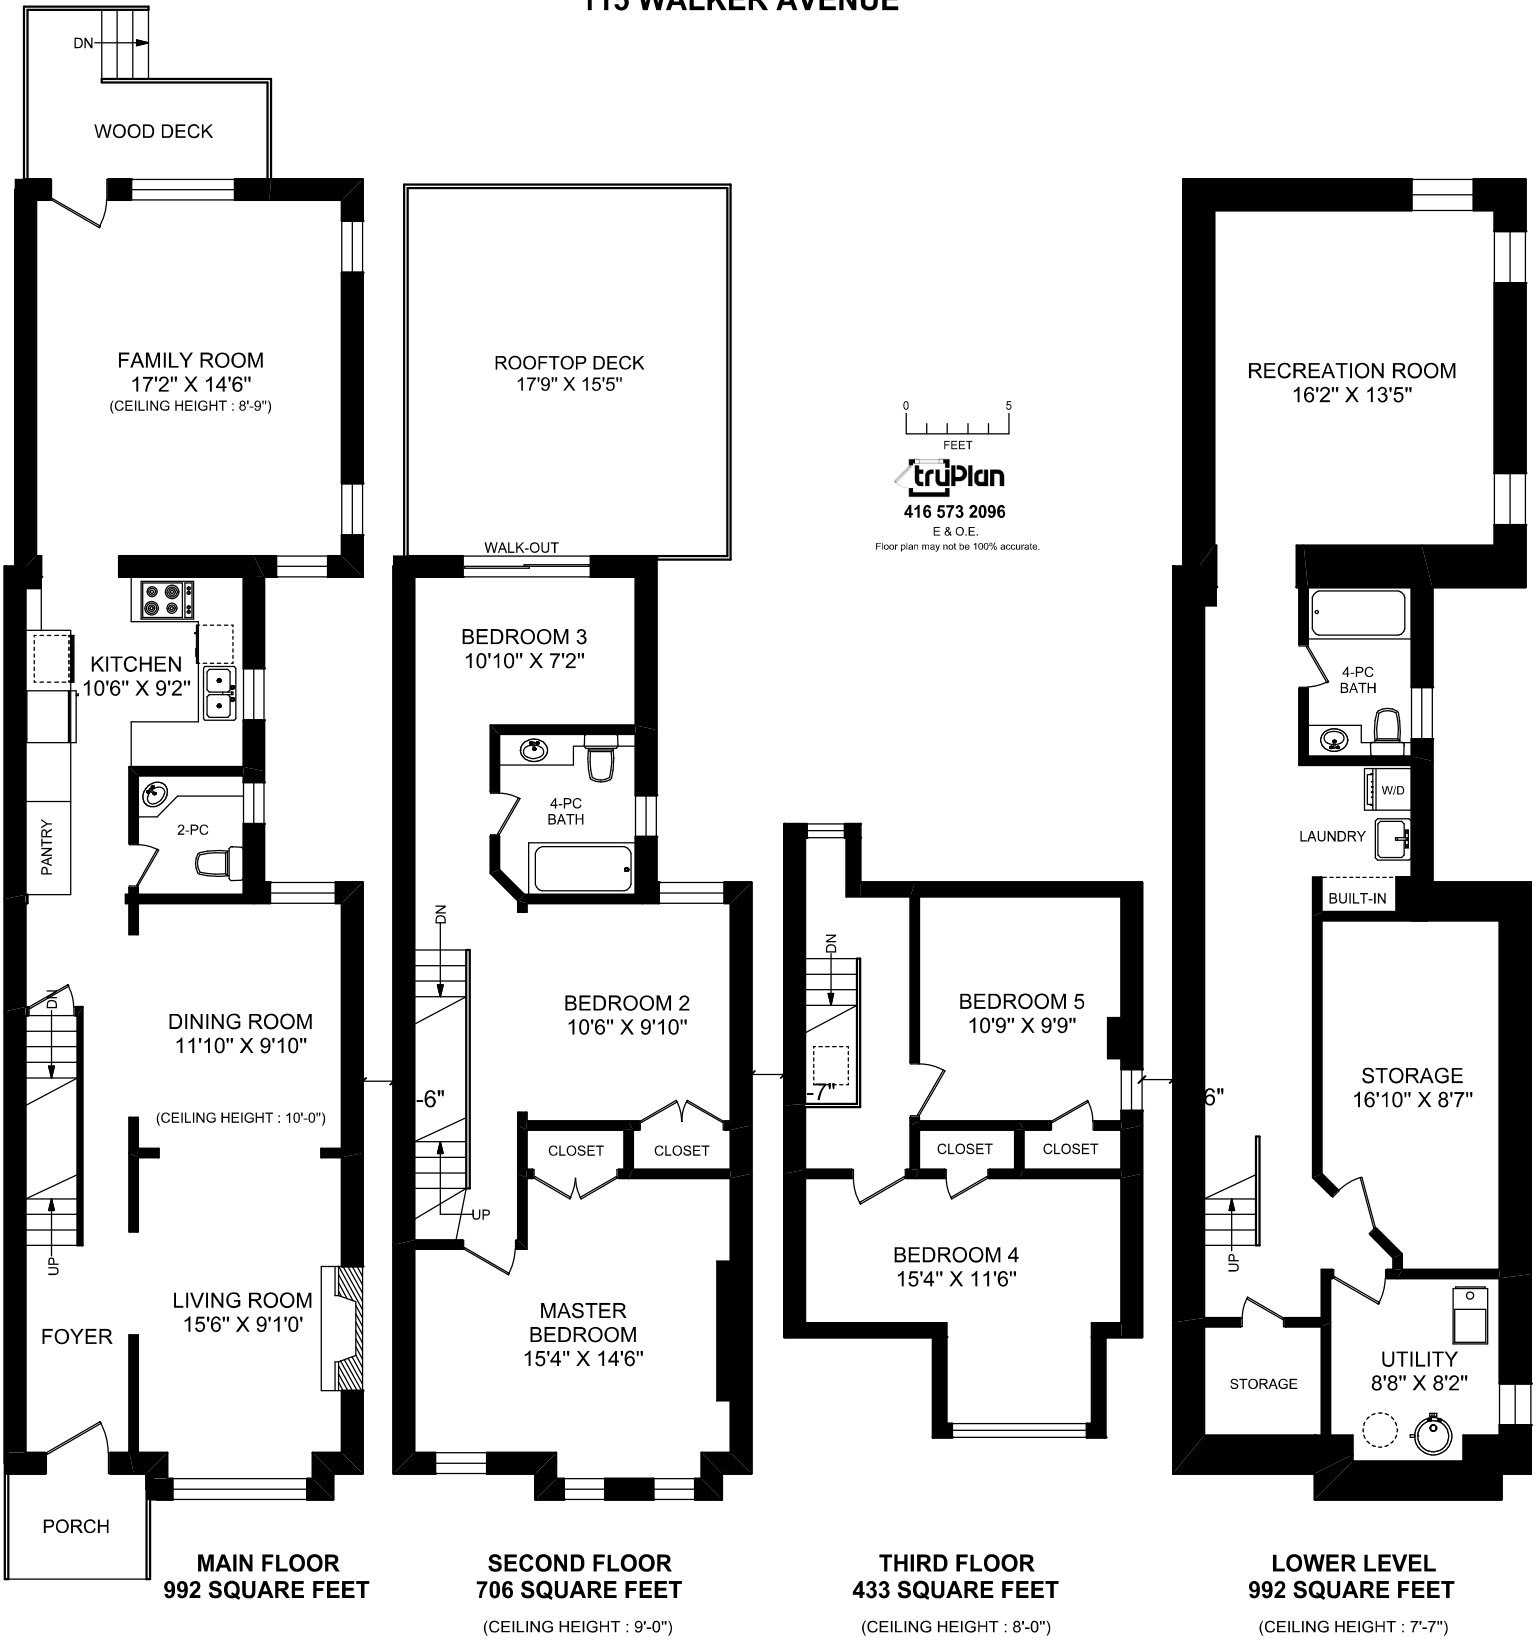 115 WALKER AVENUE
DN
WOOD DECK
FAMILY ROOM
17'2" X 14'6"
(CEILING HEIGHT : 8'-9")
KITCHEN
10'6" X 9'2"
2-PC
PANTRY
DN
DINING ROOM
11'10" X 9'10"
(CEILING HEIGHT : 10'-0")
UP
LIVING ROOM
15'6" X 9'1'0'
FOYER
PORCH
MAIN FLOOR
992 SQUARE FEET
ROOFTOP DECK
17'9" X 15'5"
WALK-OUT
BEDROOM 3
10'10" X 7'2"
4-PC
BATH
DN
BEDROOM 2
10'6" X 9'10"
-6"
CLOSET
CLOSET
UP
MASTER
BEDROOM
15'4" X 14'6"
SECOND FLOOR
706 SQUARE FEET
(CEILING HEIGHT : 9'-0")
0 5
FEET
truPlan
416 573 2096
E & O.E.
Floor plan may not be 100% accurate.
DN
BEDROOM 5
10'9" X 9'9"
-7"
CLOSET
CLOSET
BEDROOM 4
15'4" X 11'6"
THIRD FLOOR
433 SQUARE FEET
(CEILING HEIGHT : 8'-0")
RECREATION ROOM
16'2" X 13'5"
4-PC
BATH
W/D
LAUNDRY
BUILT-IN
STORAGE
16'10" X 8'7"
6"
UP
STORAGE
UTILITY
8'8" X 8'2"
LOWER LEVEL
992 SQUARE FEET
(CEILING HEIGHT : 7'-7")